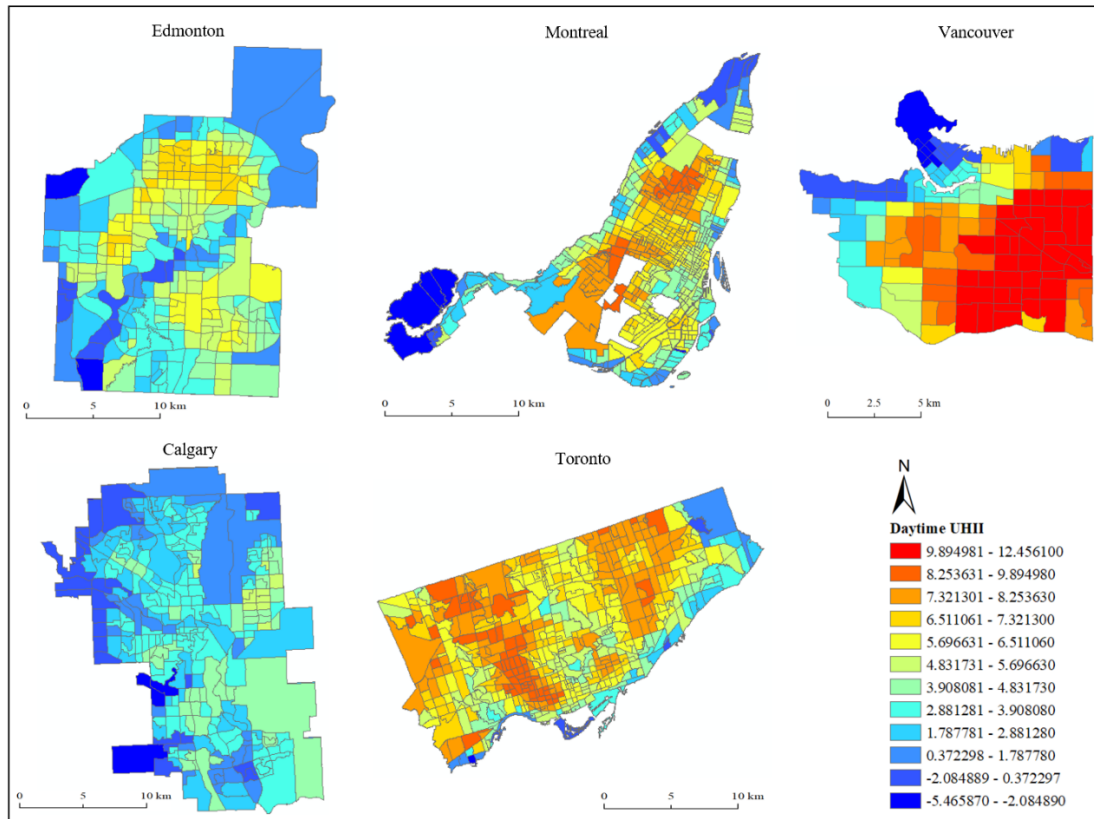 Edmonton
Montreal
Vancouver
0 5 10 km
0 5 10 km
0 2.5 5 km
Calgary
Toronto
N
Daytime UHII
9.894981 - 12.456100
8.253631 - 9.894980
7.321301 - 8.253630
6.511061 - 7.321300
5.696631 - 6.511060
4.831731 - 5.696630
3.908081 - 4.831730
2.881281 - 3.908080
1.787781 - 2.881280
0.372298 - 1.787780
-2.084889 - 0.372297
-5.465870 - -2.084890
0 5 10 km
0 5 10 km